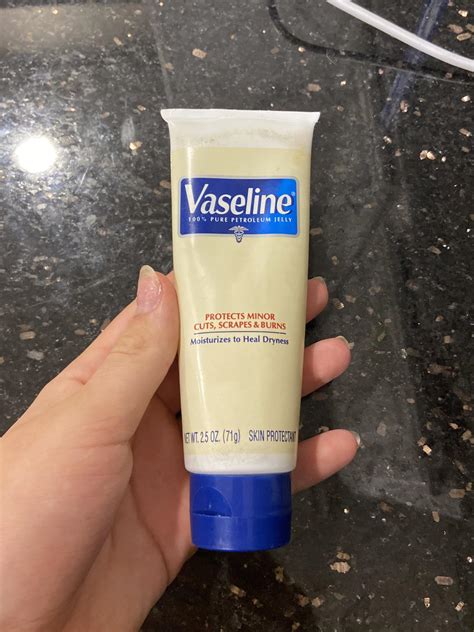 Vaseline®
100% PURE PETROLEUM JELLY
PROTECTS MINOR
CUTS, SCRAPES & BURNS
Moisturizes to Heal Dryness
NET WT. 2.5 OZ. (71g) SKIN PROTECTANT